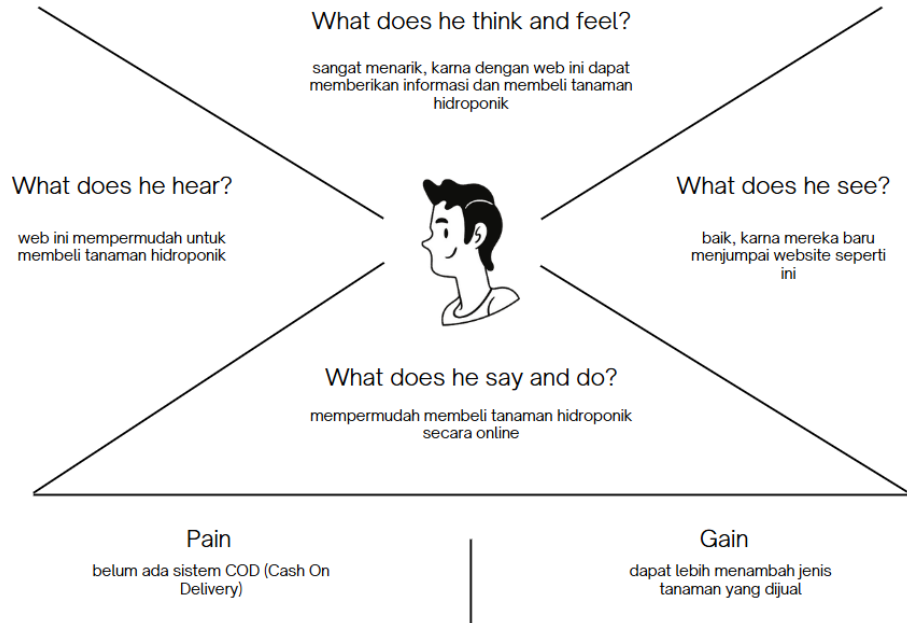 What does he think and feel?
sangat menarik, karna dengan web ini dapat
memberikan informasi dan membeli tanaman
hidroponik
What does he hear?
web ini mempermudah untuk
membeli tanaman hidroponik
What does he see?
baik, karna mereka baru
menjumpai website seperti
ini
What does he say and do?
mempermudah membeli tanaman hidroponik
secara online
Pain
belum ada sistem COD (Cash On
Delivery)
Gain
dapat lebih menambah jenis
tanaman yang dijual